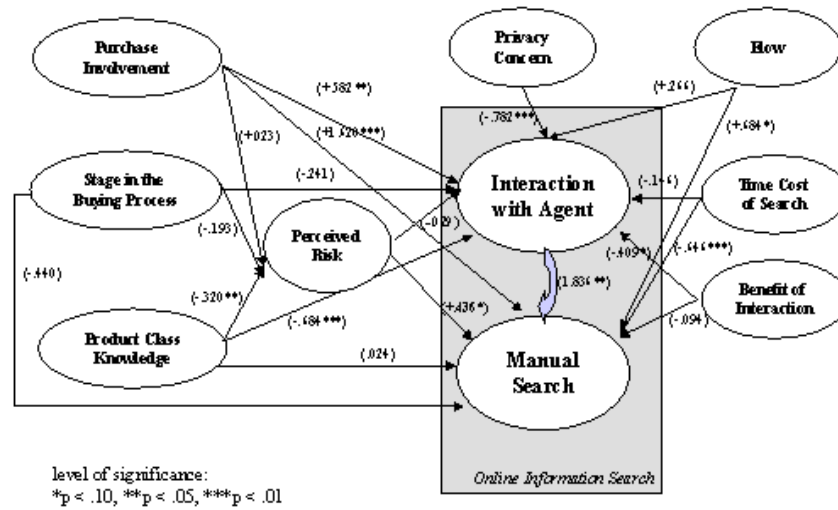 Purchase
Involvement
Privacy
Concern
Flow
(+.582**)
(+1.620***)
(-.782***)
(+.266)
(+.684*)
(+.023)
Stage in the
Buying Process
(-.241)
Interaction
with Agent
(-.146)
Time Cost
of Search
(-.193)
Perceived
Risk
(-.029)
(-.409*)
(-.646***)
(-.440)
(-.320**)
(1.836**)
Benefit of
Interaction
Product Class
Knowledge
(-.684***)
(+.436*)
(-.094)
(.024)
Manual
Search
Online Information Search
level of significance:
*p < .10, **p < .05, ***p < .01